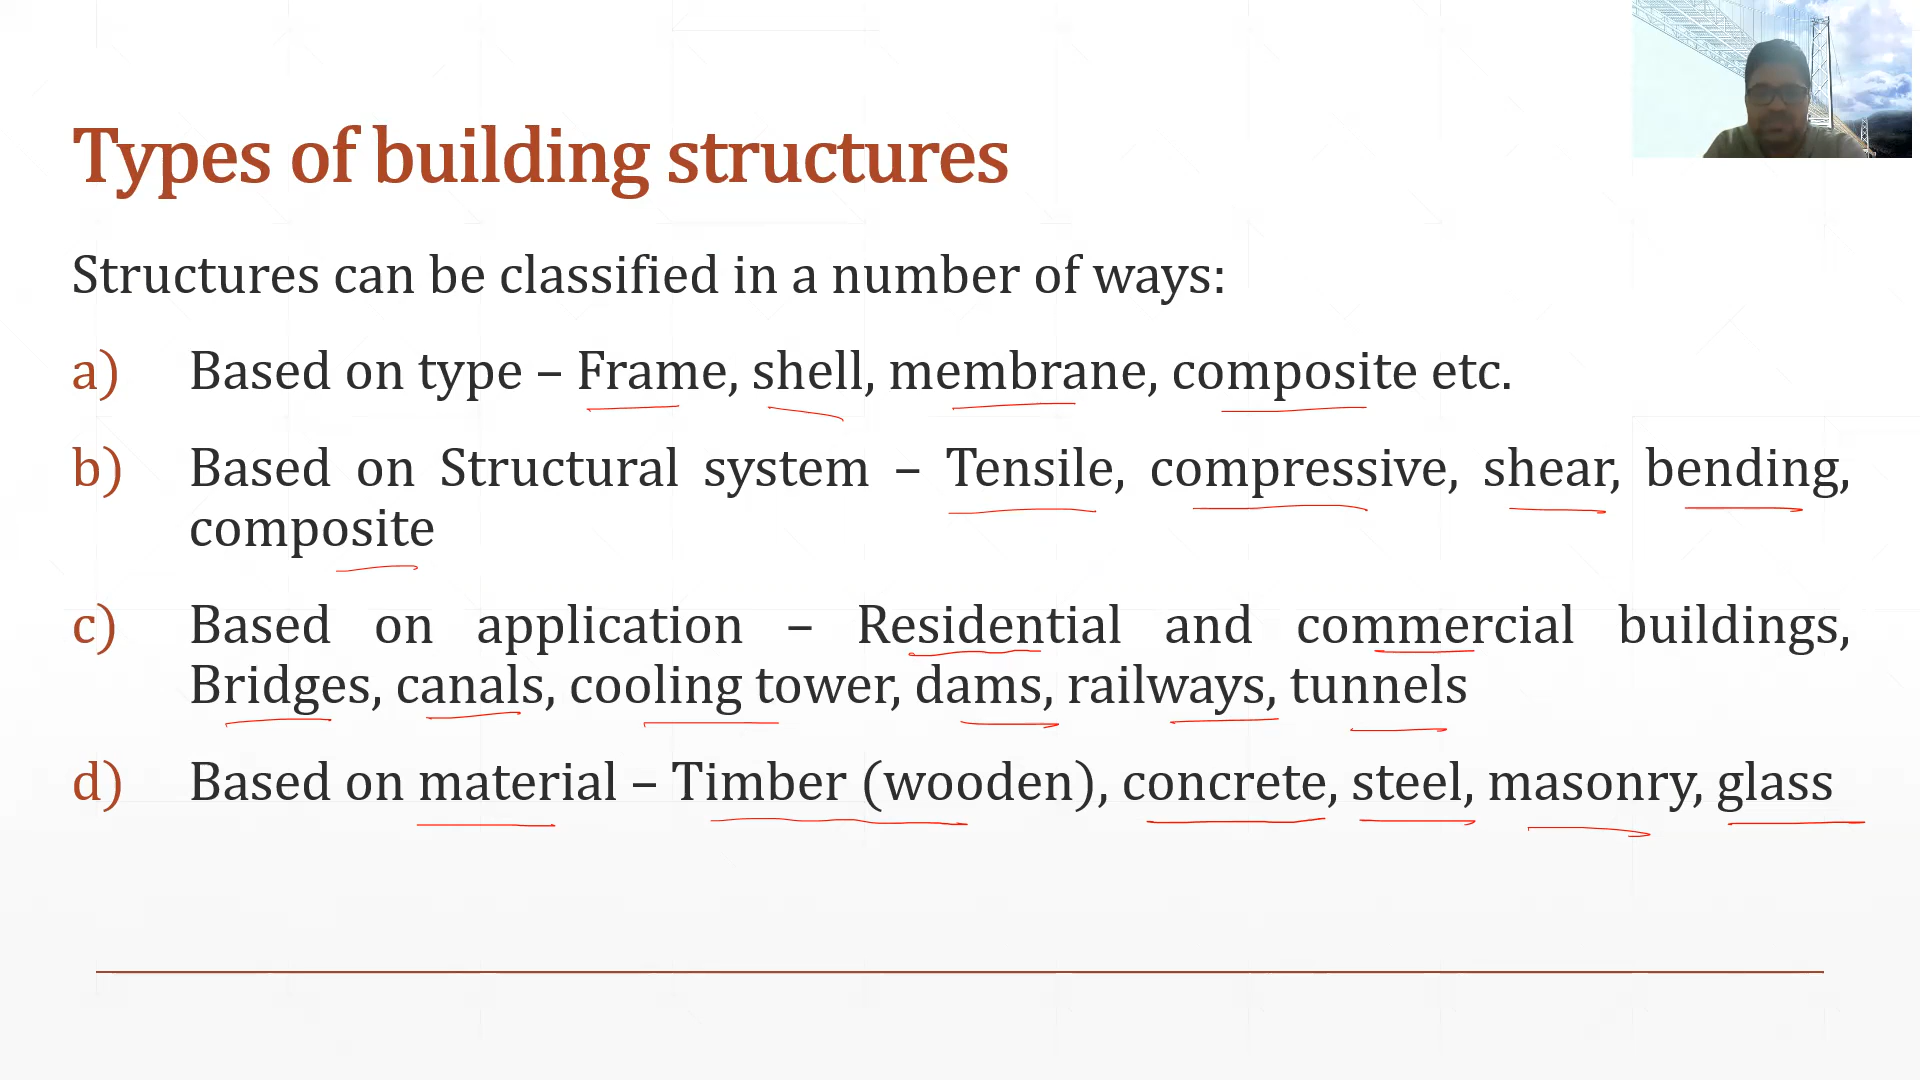 Types of building structures
Structures can be classified in a number of ways:
a) Based on type – Frame, shell, membrane, composite etc.
b) Based on Structural system – Tensile, compressive, shear, bending,
composite
c) Based on application – Residential and commercial buildings,
Bridges, canals, cooling tower, dams, railways, tunnels
d) Based on material – Timber (wooden), concrete, steel, masonry, glass